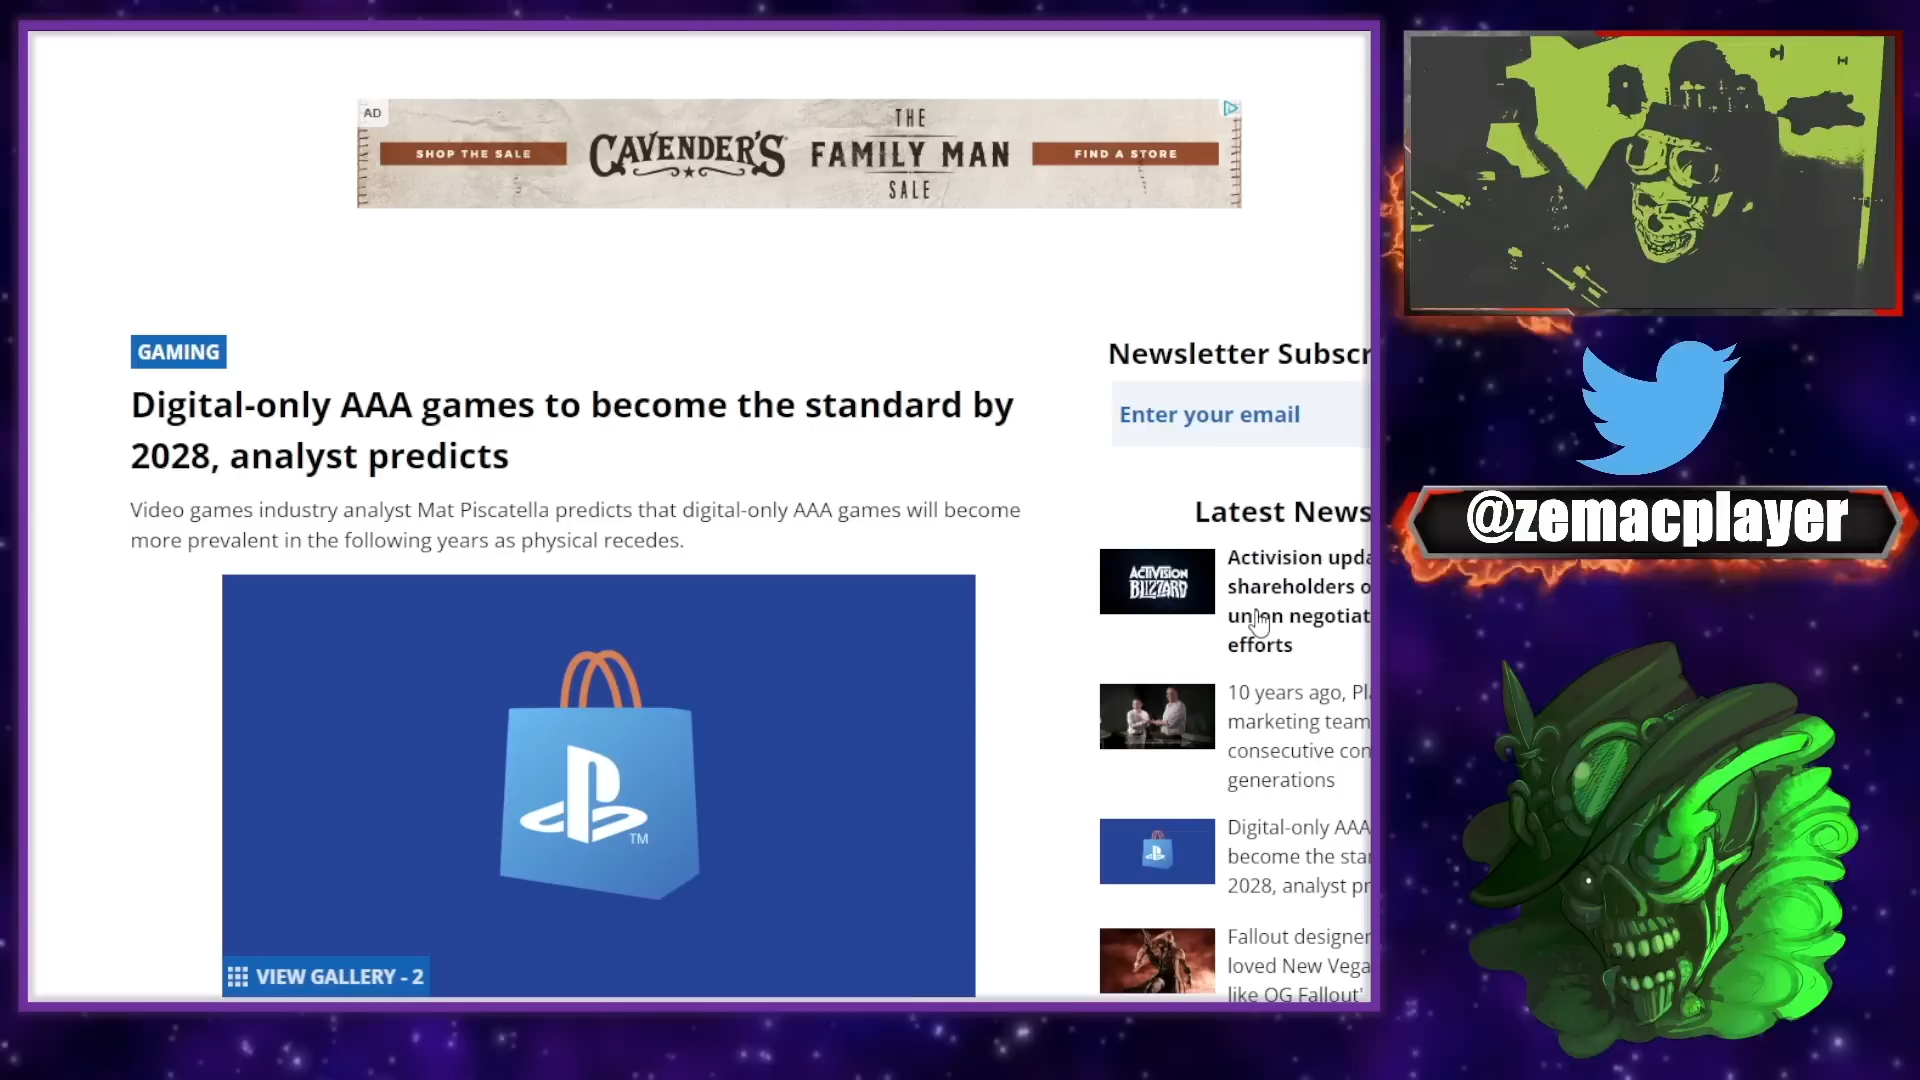 AD
SHOP THE SALE
CAVENDER'S
THE
FAMILY MAN
SALE
FIND A STORE
GAMING
Digital-only AAA games to become the standard by
2028, analyst predicts
Video games industry analyst Mat Piscatella predicts that digital-only AAA games will become
more prevalent in the following years as physical recedes.
TM
VIEW GALLERY - 2
Newsletter Subscr
Enter your email
Latest News
ACTIVISION
BLIZZARD
Activision upda
shareholders o
union negotiat
efforts
10 years ago, Pla
marketing team
consecutive con
generations
Digital-only AAA
become the sta
2028, analyst pr
Fallout designer
loved New Vega
like OG Fallout'
@zemacplayer